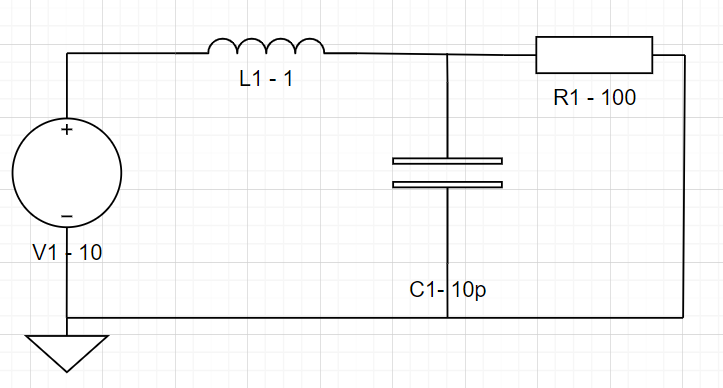 L1 - 1
R1 - 100
+
−
V1 - 10
C1- 10p